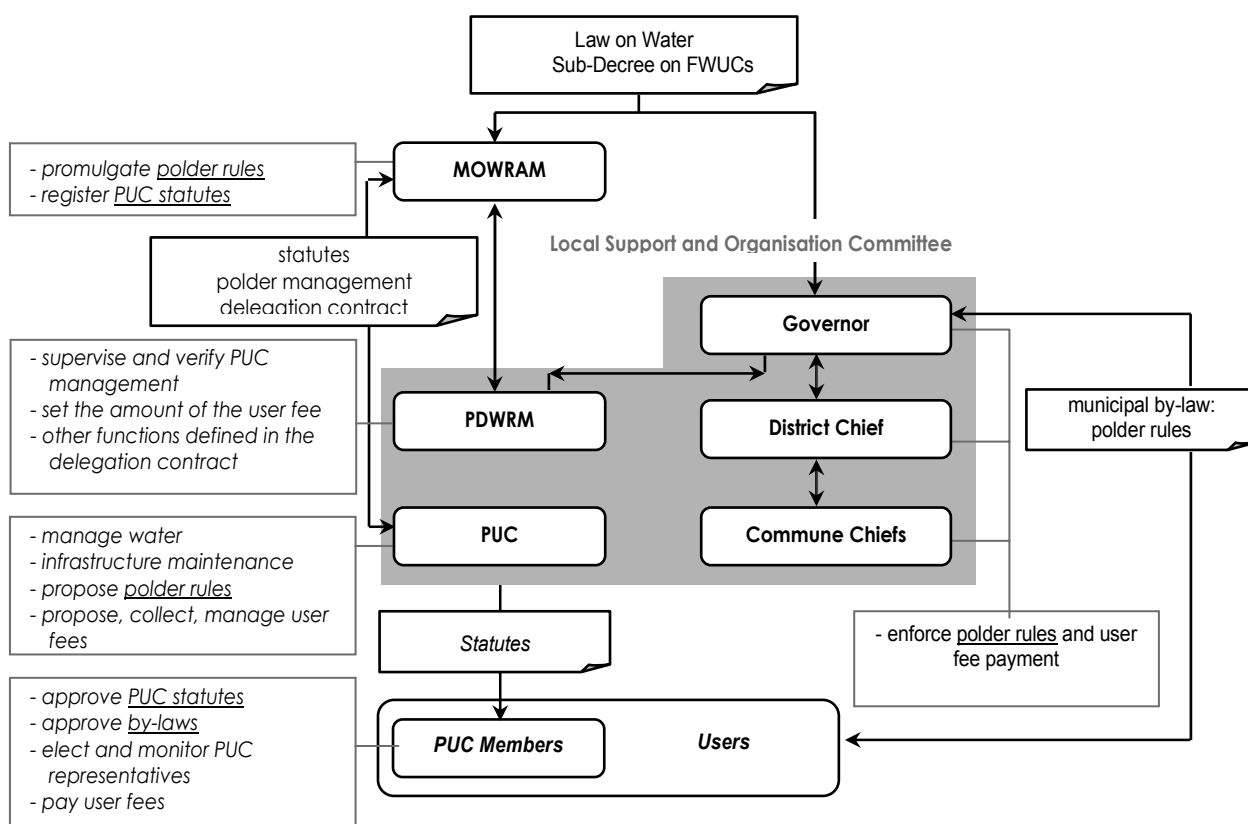 Law on Water
Sub-Decree on FWUCs
- promulgate polder rules
- register PUC statutes
MOWRAM
statutes
polder management
delegation contract
Local Support and Organisation Committee
Governor
- supervise and verify PUC
management
- set the amount of the user fee
- other functions defined in the
delegation contract
PDWRM
District Chief
municipal by-law:
polder rules
- manage water
- infrastructure maintenance
- propose polder rules
- propose, collect, manage user
fees
PUC
Commune Chiefs
Statutes
- enforce polder rules and user
fee payment
- approve PUC statutes
- approve by-laws
- elect and monitor PUC
representatives
- pay user fees
PUC Members
Users